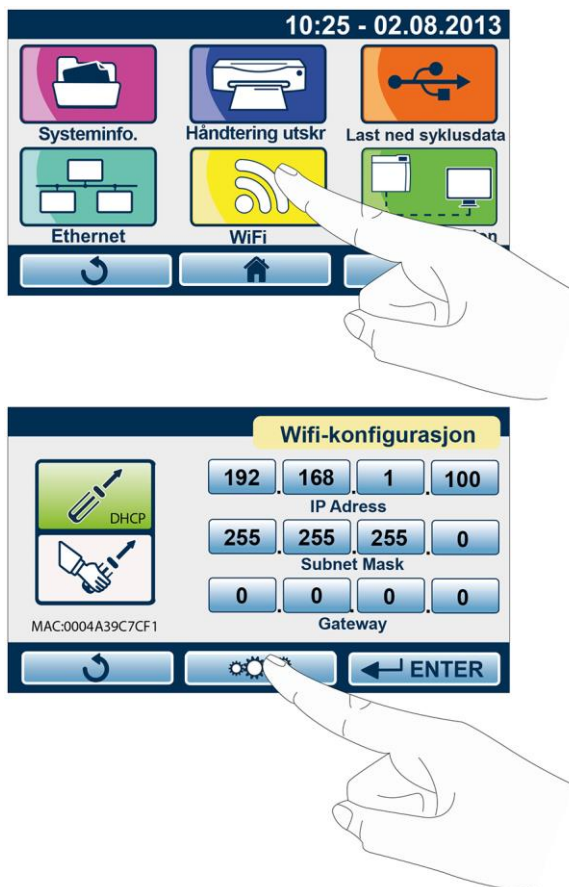 10:25 - 02.08.2013
Systeminfo.
Håndtering utskr
Last ned syklusdata
Ethernet
WiFi
Wifi-konfigurasjon
DHCP
192 . 168 . 1 . 100
IP Adress
255 . 255 . 255 . 0
Subnet Mask
0 . 0 . 0 . 0
Gateway
MAC:0004A39C7CF1
ENTER